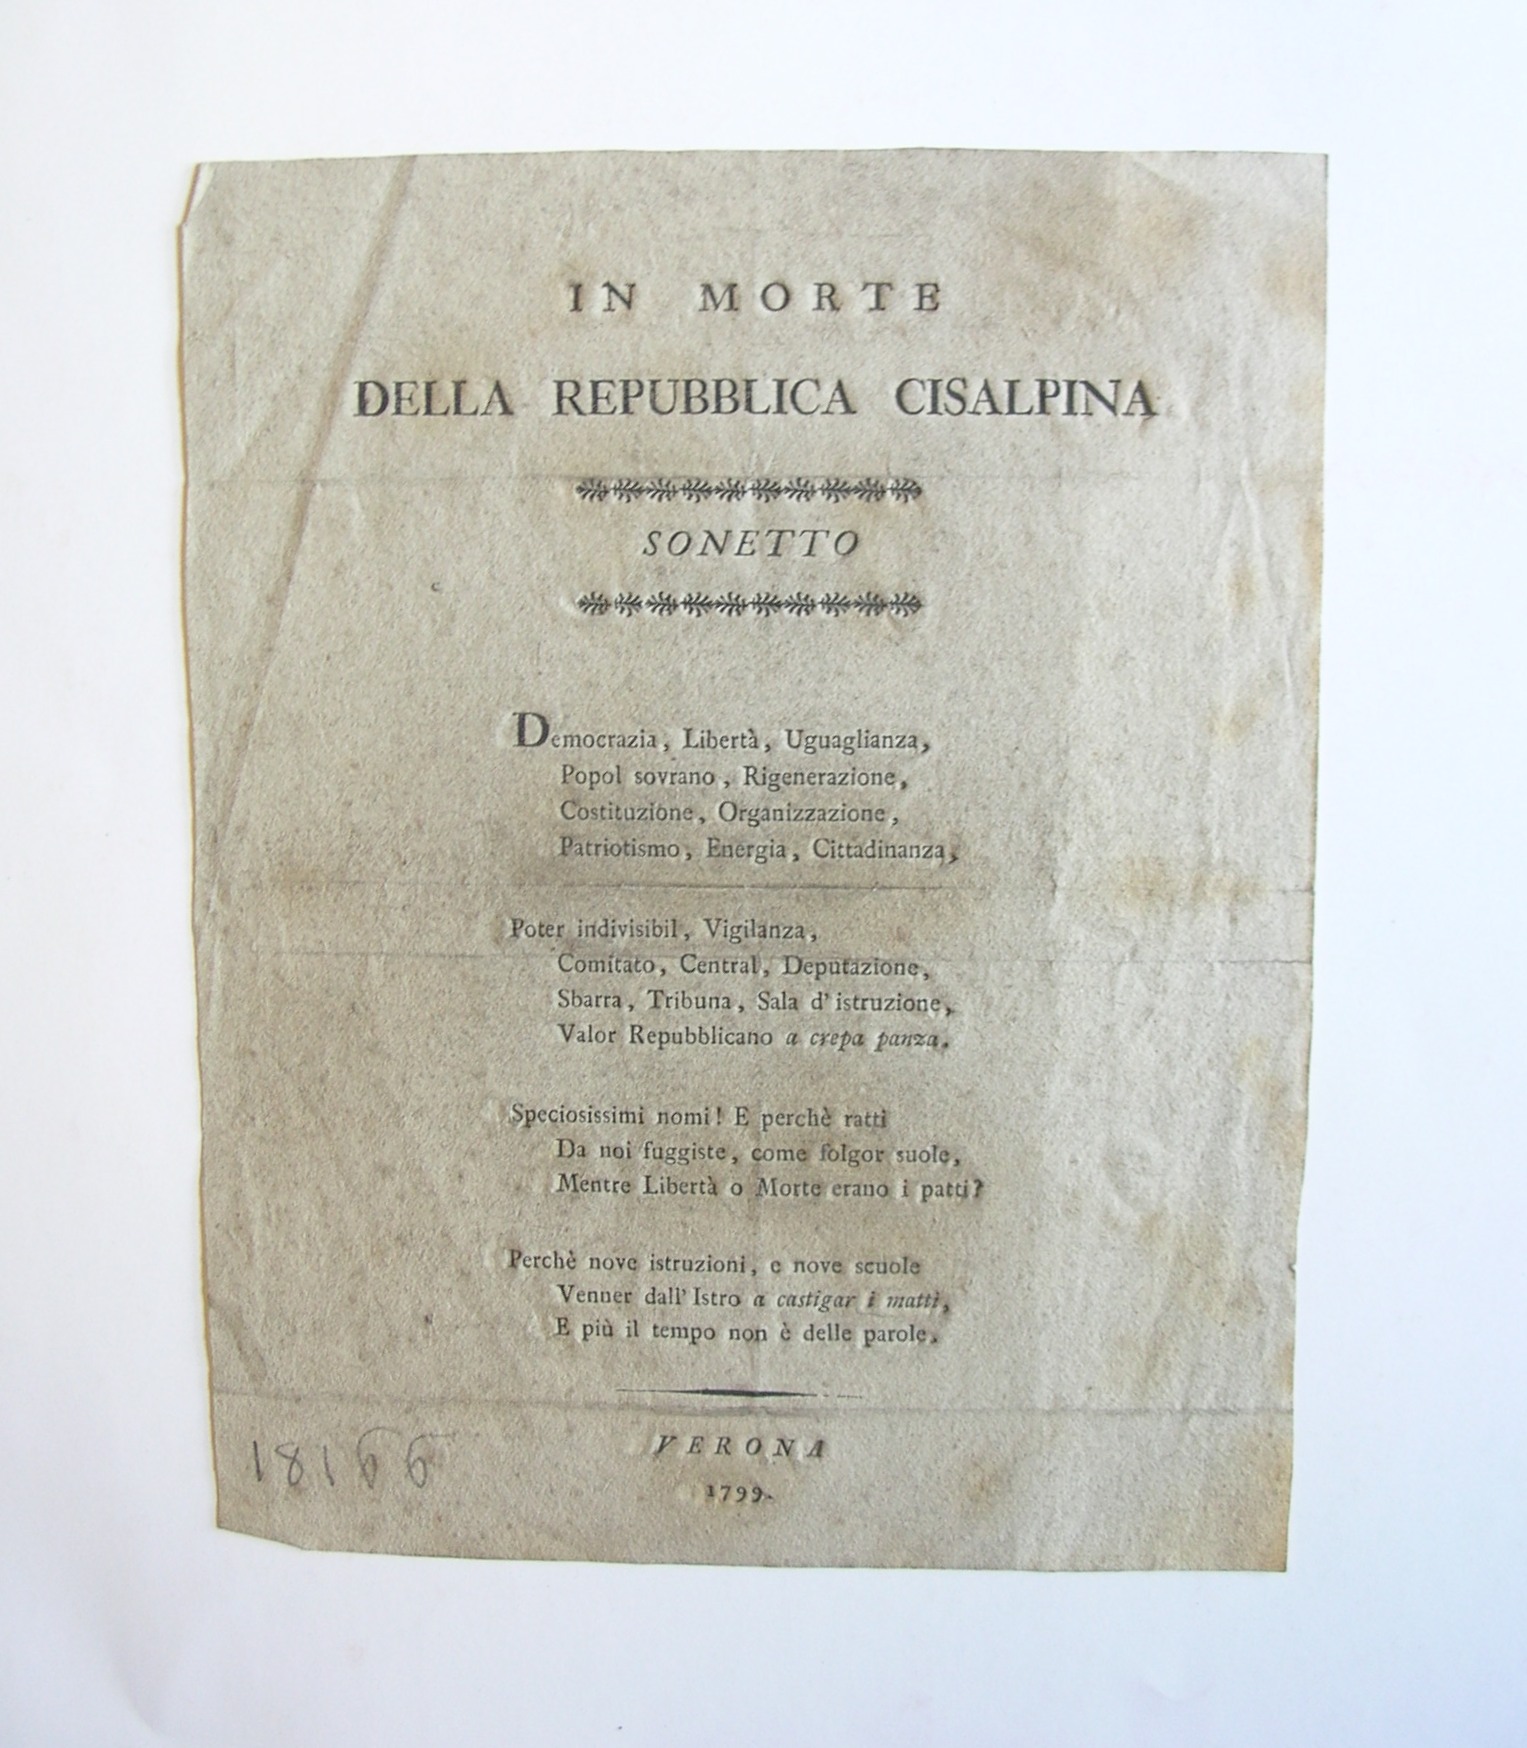 IN MORTE
DELLA REPUBBLICA CISALPINA
SONETTO
Democrazia, Libertà, Uguaglianza,
Popol sovrano, Rigenerazione,
Costituzione, Organizzazione,
Patriotismo, Energia, Cittadinanza,
Poter indivisibil, Vigilanza,
Comitato, Central, Deputazione,
Sbarra, Tribuna, Sala d' istruzione,
Valor Repubblicano a crepa panza.
Speciosissimi nomi! E perchè ratti
Da noi fuggiste, come folgor suole,
Mentre Libertà o Morte erano i patti?
Perchè nove istruzioni, e nove scuole
Venner dall' Istro a castigar i matti,
E più il tempo non è delle parole.
VERONA
1799.
18166